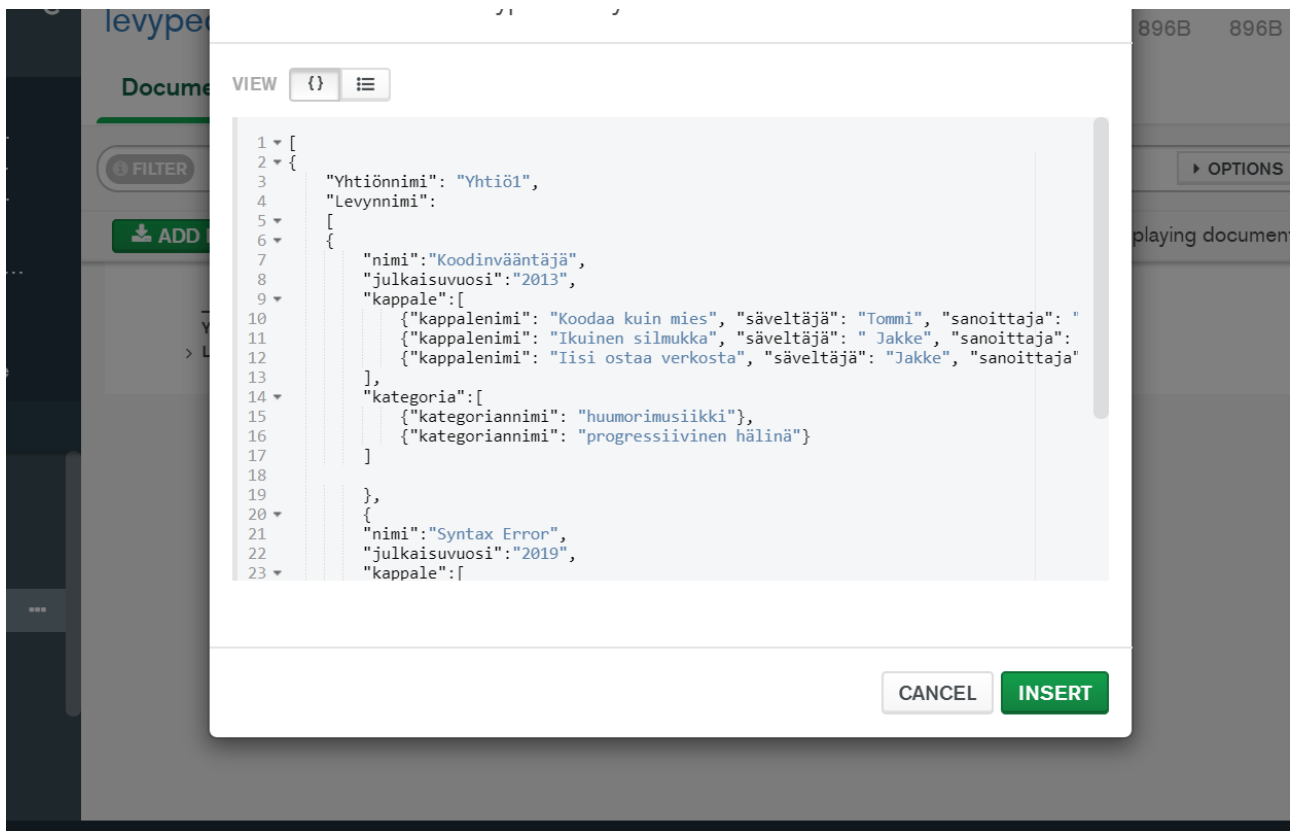 levype
896B 896B
Docume
VIEW {}
FILTER
OPTIONS
ADD
playing documen
1 [
2 {
3 "Yhtiönnimi": "Yhtiö1",
4 "Levynnimi":
5 [
6 {
7 "nimi":"Koodinvääntäjä",
8 "julkaisuvuosi":"2013",
9 "kappale":[
10 {"kappalenimi": "Koodaa kuin mies", "säveltäjä": "Tommi", "sanoittaja": "
11 {"kappalenimi": "Ikuinen silmukka", "säveltäjä": " Jakke", "sanoittaja":
12 {"kappalenimi": "Iisi ostaa verkosta", "säveltäjä": "Jakke", "sanoittaja"
13 ],
14 "kategoria":[
15 {"kategoriannimi": "huumorimusiikki"},
16 {"kategoriannimi": "progressiivinen hälinä"}
17 ]
18
19 },
20 {
21 "nimi":"Syntax Error",
22 "julkaisuvuosi":"2019",
23 "kappale":[
CANCEL INSERT